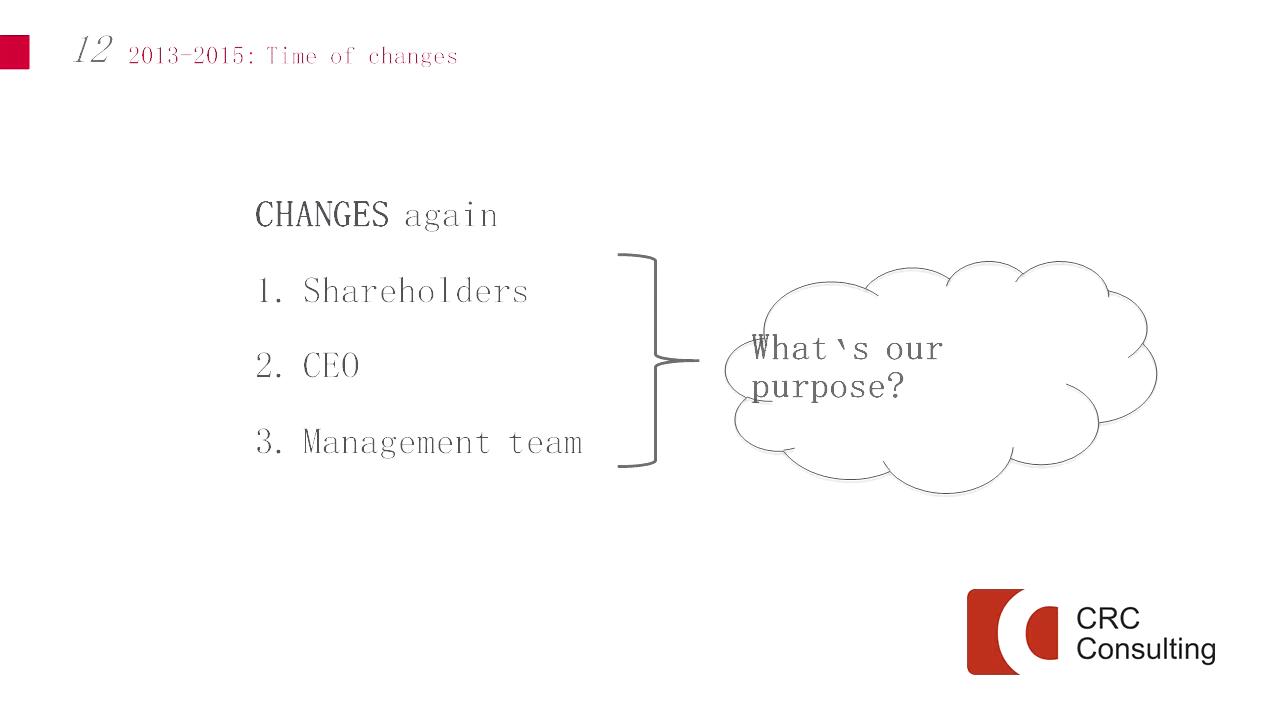 12 2013-2015: Time of changes
CHANGES again
1. Shareholders
2. CEO
3. Management team
What`s our
purpose?
CRC
Consulting